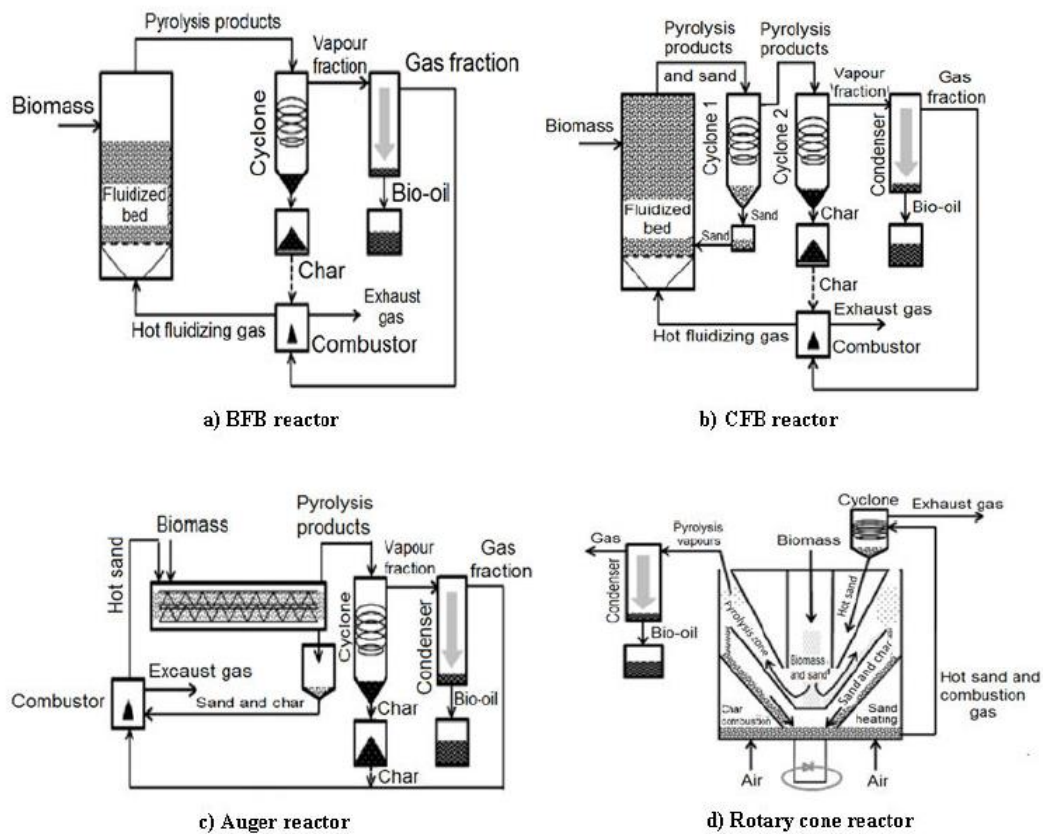 Pyrolysis products
Vapour
fraction
Gas fraction
Biomass
Cyclone
Fluidized
bed
Bio-oil
Char
Exhaust
gas
Hot fluidizing gas
Combustor
a) BFB reactor
Pyrolysis
products
and sand
Pyrolysis
products
Vapour
fraction
Gas
fraction
Biomass
Cyclone 1
Cyclone 2
Condenser
Fluidized
bed
Sand
Sand
Char
Bio-oil
Char
Exhaust gas
Hot fluidizing gas
Combustor
b) CFB reactor
Hot sand
Biomass
Pyrolysis
products
Vapour
fraction
Gas
fraction
Cyclone
Condenser
Excaust gas
Combustor
Sand and char
Char
Bio-oil
Char
c) Auger reactor
Cyclone
Exhaust gas
Gas
Pyrolysis
vapours
Biomass
Condenser
Hot sand
Pyrolysis zone
Bio-oil
Biomass
and sand
Sand and char
Hot sand and
combustion
gas
Char
combustion
Sand
heating
Air
Air
d) Rotary cone reactor